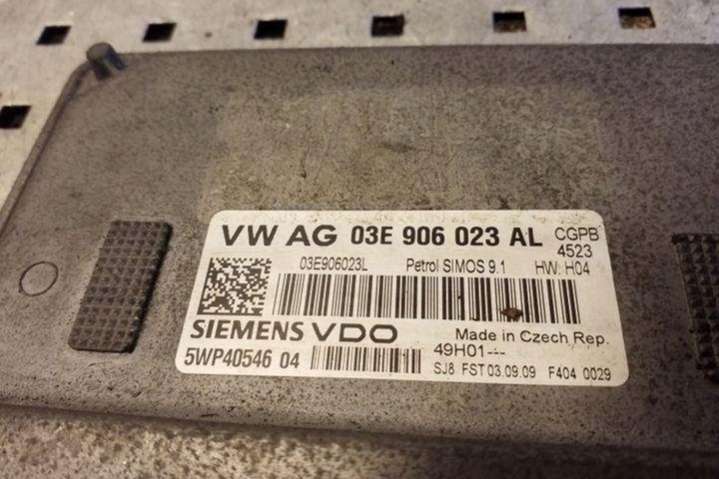 VW AG 03E 906 023 AL CGPB
4523
03E906023L Petrol SIMOS 9.1 HW: H04
SIEMENS VDO Made in Czech Rep.
5WP40546 04 49H01---
SJ8 FST 03.09.09 F404 0029